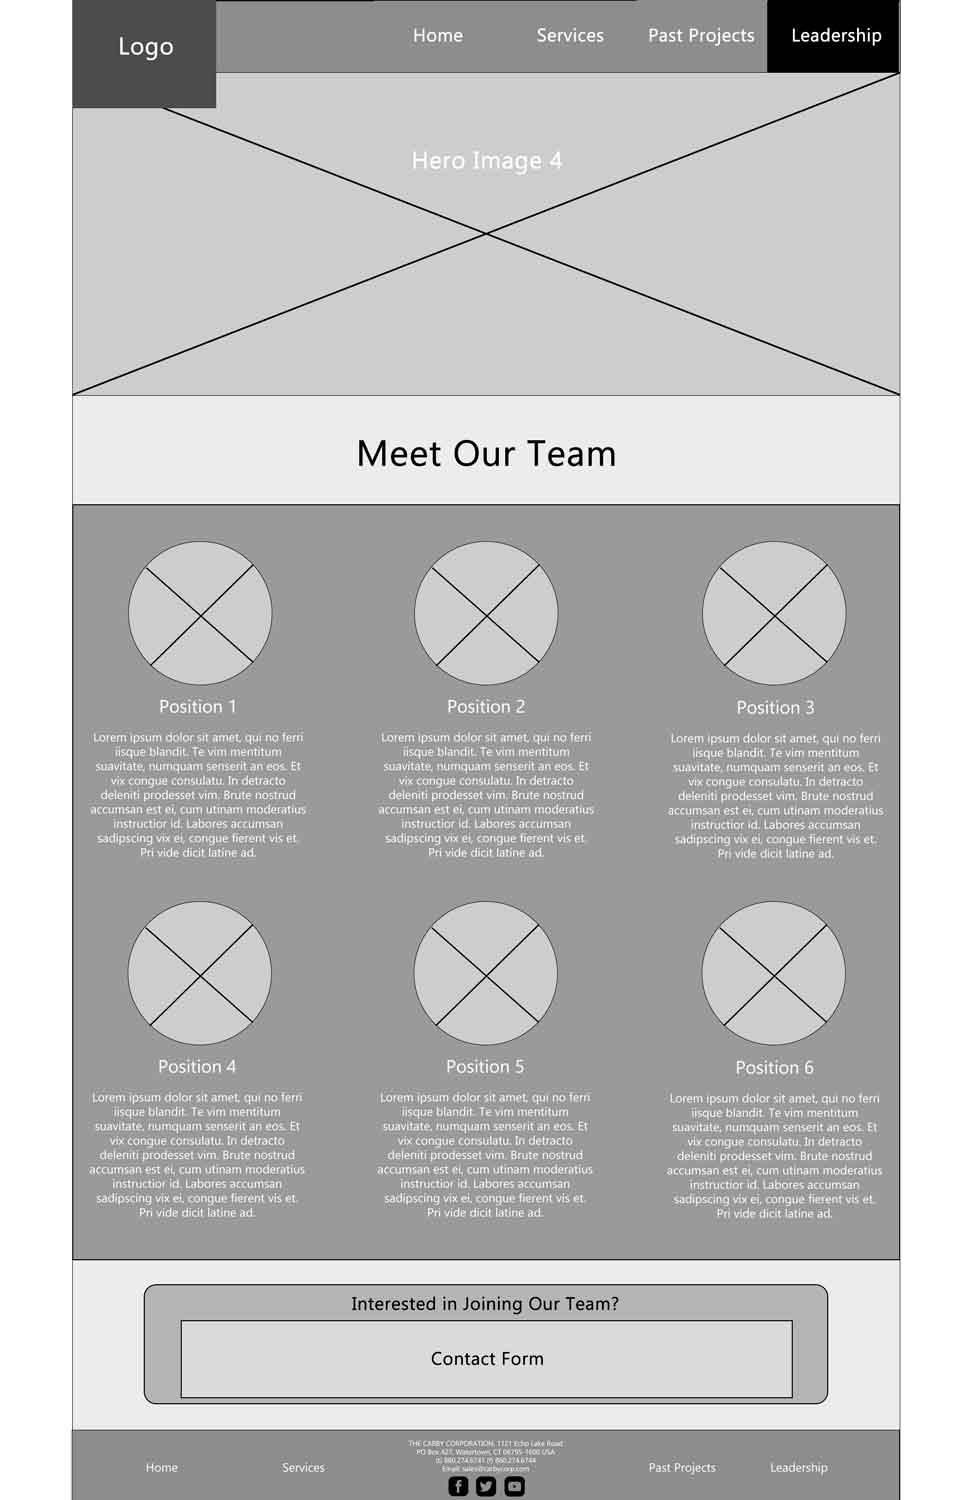 Logo
Home
Services
Past Projects
Leadership
Hero Image 4
Meet Our Team
Position 1
Lorem ipsum dolor sit amet, qui no ferri
iisque blandit. Te vim mentitum
suavitate, numquam senserit an eos. Et
vix congue consulatu. In detracto
deleniti prodesset vim. Brute nostrud
accumsan est ei, cum utinam moderatius
instructior id. Labores accumsan
sadipscing vix ei, congue fierent vis et.
Pri vide dicit latine ad.
Position 2
Lorem ipsum dolor sit amet, qui no ferri
iisque blandit. Te vim mentitum
suavitate, numquam senserit an eos. Et
vix congue consulatu. In detracto
deleniti prodesset vim. Brute nostrud
accumsan est ei, cum utinam moderatius
instructior id. Labores accumsan
sadipscing vix ei, congue fierent vis et.
Pri vide dicit latine ad.
Position 3
Lorem ipsum dolor sit amet, qui no ferri
iisque blandit. Te vim mentitum
suavitate, numquam senserit an eos. Et
vix congue consulatu. In detracto
deleniti prodesset vim. Brute nostrud
accumsan est ei, cum utinam moderatius
instructior id. Labores accumsan
sadipscing vix ei, congue fierent vis et.
Pri vide dicit latine ad.
Position 4
Lorem ipsum dolor sit amet, qui no ferri
iisque blandit. Te vim mentitum
suavitate, numquam senserit an eos. Et
vix congue consulatu. In detracto
deleniti prodesset vim. Brute nostrud
accumsan est ei, cum utinam moderatius
instructior id. Labores accumsan
sadipscing vix ei, congue fierent vis et.
Pri vide dicit latine ad.
Position 5
Lorem ipsum dolor sit amet, qui no ferri
iisque blandit. Te vim mentitum
suavitate, numquam senserit an eos. Et
vix congue consulatu. In detracto
deleniti prodesset vim. Brute nostrud
accumsan est ei, cum utinam moderatius
instructior id. Labores accumsan
sadipscing vix ei, congue fierent vis et.
Pri vide dicit latine ad.
Position 6
Lorem ipsum dolor sit amet, qui no ferri
iisque blandit. Te vim mentitum
suavitate, numquam senserit an eos. Et
vix congue consulatu. In detracto
deleniti prodesset vim. Brute nostrud
accumsan est ei, cum utinam moderatius
instructior id. Labores accumsan
sadipscing vix ei, congue fierent vis et.
Pri vide dicit latine ad.
Interested in Joining Our Team?
Contact Form
Home
Services
THE CARBY CORPORATION, 1121 Echo Lake Road
PO Box 427, Watertown, CT 06795-1600 USA
(t) 860.274.6741 (f) 860.274.6744
Email: sales@carbycorp.com
Past Projects
Leadership